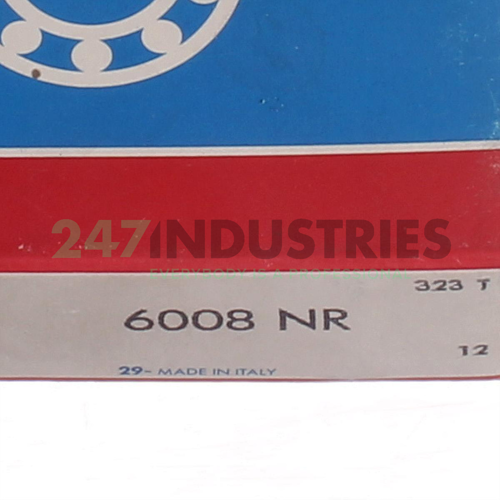 247INDUSTRIES
323 T
6008 NR
12
29- MADE IN ITALY